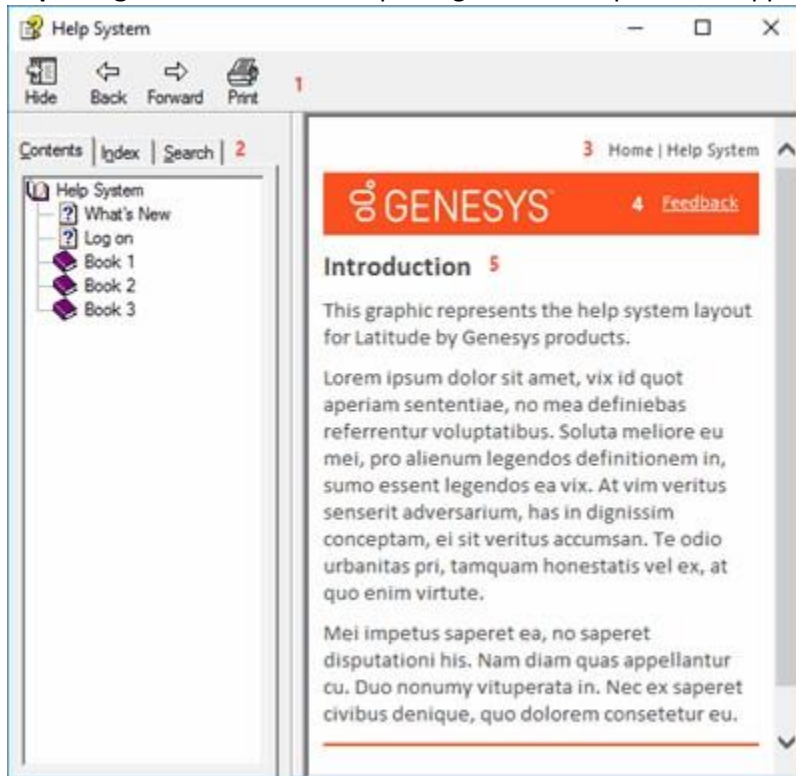 Help System
Hide Back Forward Print 1
Contents Index Search 2
Help System
What's New
Log on
Book 1
Book 2
Book 3
3 Home | Help System
GENESYS 4 Feedback
Introduction 5
This graphic represents the help system layout
for Latitude by Genesys products.
Lorem ipsum dolor sit amet, vix id quot
aperiam sententiae, no mea definiebas
referrentur voluptatibus. Soluta meliore eu
mei, pro alienum legendos definitionem in,
sumo essent legendos ea vix. At vim veritus
senserit adversarium, has in dignissim
conceptam, ei sit veritus accumsan. Te odio
urbanitas pri, tamquam honestatis vel ex, at
quo enim virtute.
Mei impetus saperet ea, no saperet
disputationi his. Nam diam quas appellantur
cu. Duo nonumy vituperata in. Nec ex saperet
civibus denique, quo dolorem consetetur eu.